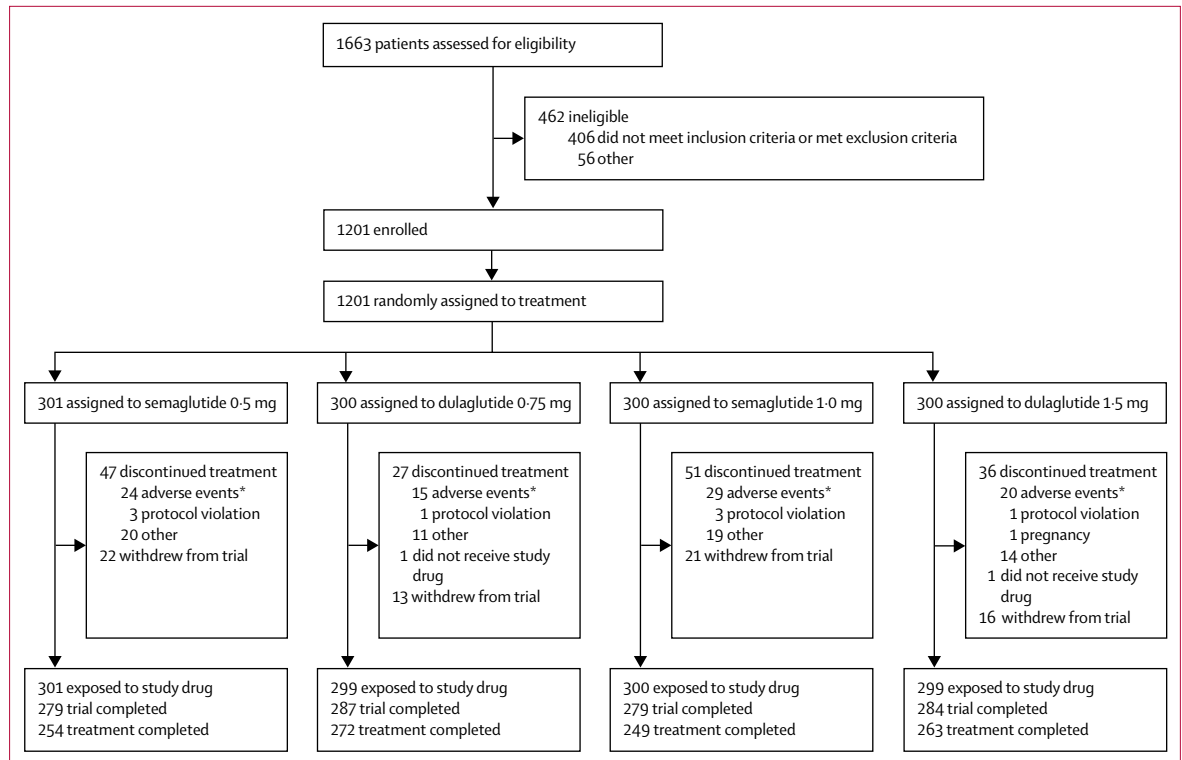 1663 patients assessed for eligibility
462 ineligible
406 did not meet inclusion criteria or met exclusion criteria
56 other
1201 enrolled
1201 randomly assigned to treatment
301 assigned to semaglutide 0·5 mg
47 discontinued treatment
24 adverse events*
3 protocol violation
20 other
22 withdrew from trial
301 exposed to study drug
279 trial completed
254 treatment completed
300 assigned to dulaglutide 0·75 mg
27 discontinued treatment
15 adverse events*
1 protocol violation
11 other
1 did not receive study
drug
13 withdrew from trial
299 exposed to study drug
287 trial completed
272 treatment completed
300 assigned to semaglutide 1·0 mg
51 discontinued treatment
29 adverse events*
3 protocol violation
19 other
21 withdrew from trial
300 exposed to study drug
279 trial completed
249 treatment completed
300 assigned to dulaglutide 1·5 mg
36 discontinued treatment
20 adverse events*
1 protocol violation
1 pregnancy
14 other
1 did not receive study
drug
16 withdrew from trial
299 exposed to study drug
284 trial completed
263 treatment completed